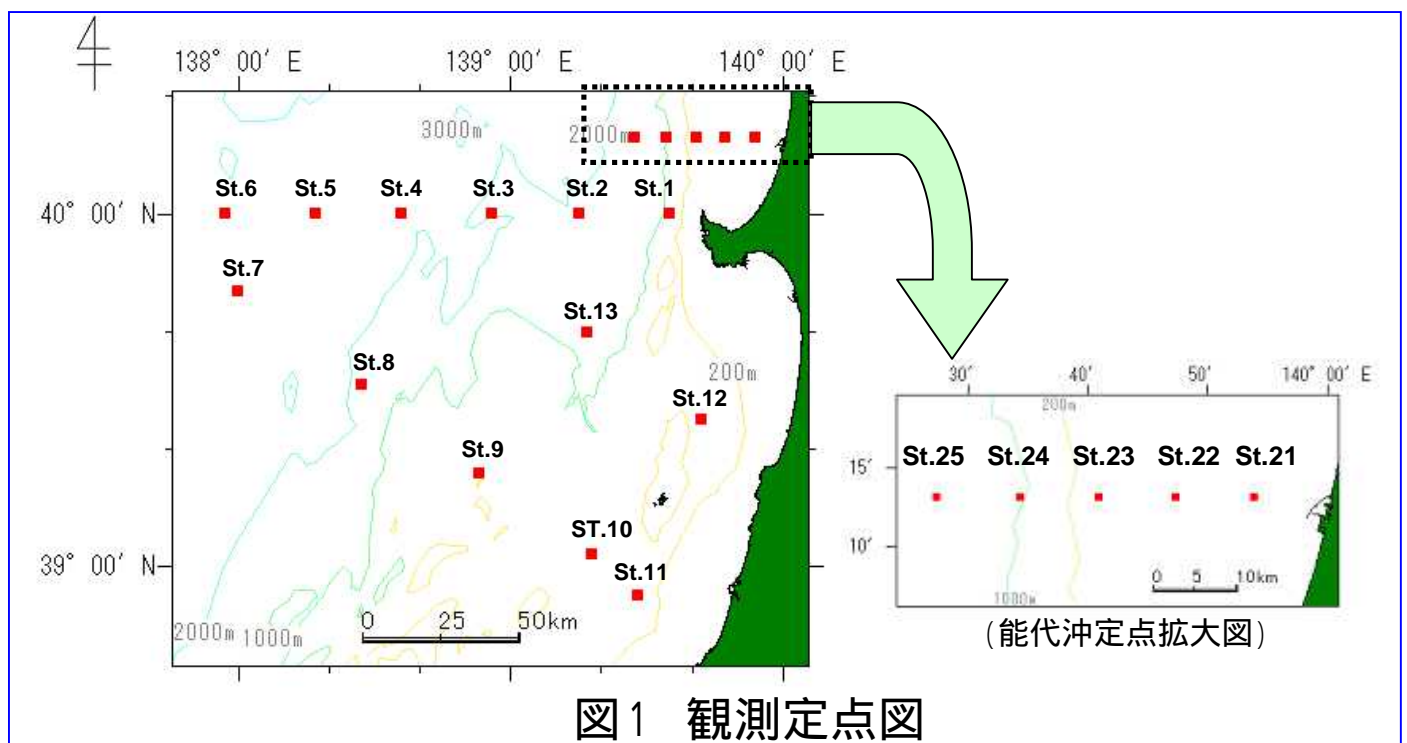 138° 00′ E 139° 00′ E 140° 00′ E
3000m 2000m
St.6 St.5 St.4 St.3 St.2 St.1
40° 00′ N
St.7
St.13
St.8
200m
St.12
St.9
ST.10
39° 00′ N
St.11
0 25 50km
2000m 1000m
30′ 40′ 50′ 140° 00′ E
200m
15′
St.25 St.24 St.23 St.22 St.21
10′
0 5 10km
1000m
(能代沖定点拡大図)
図1 観測定点図